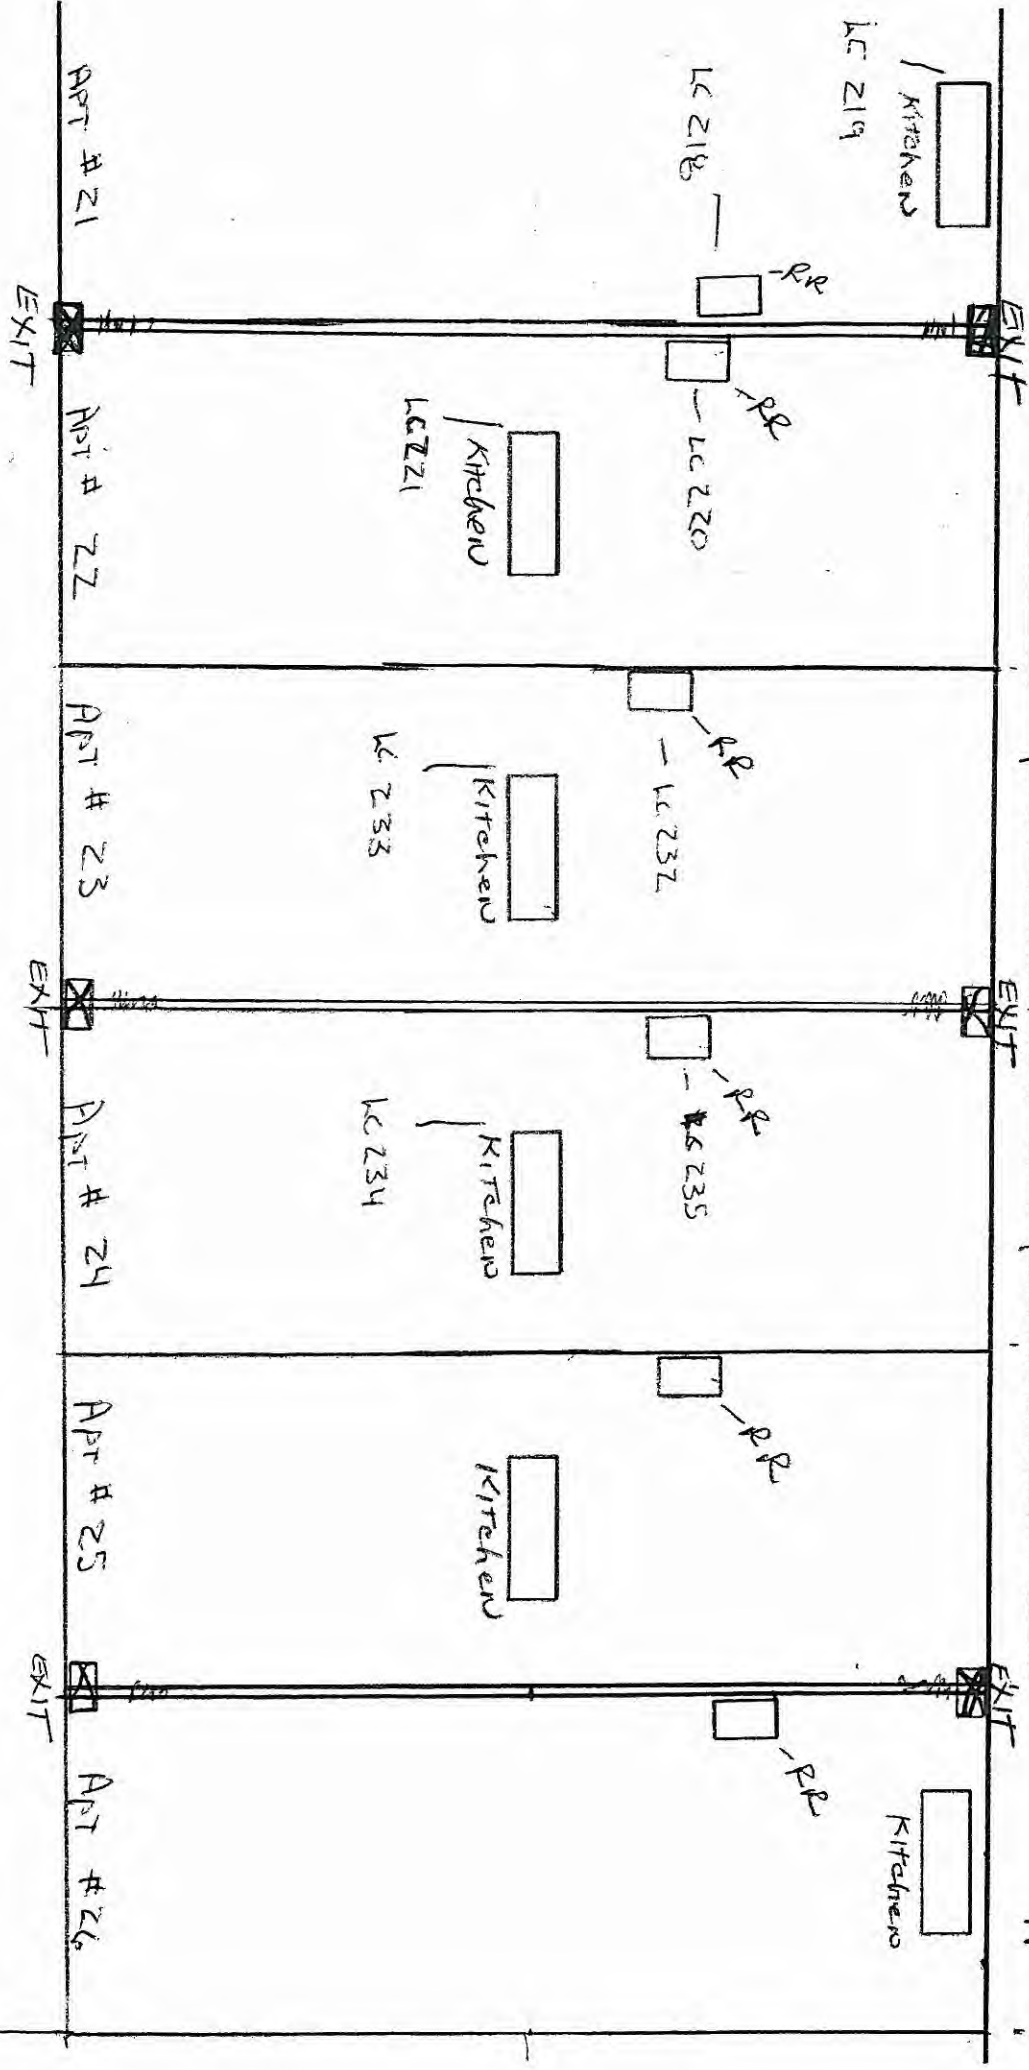 Kitchen
LC 219
LC 218
-RR
APT #21
EXIT
EXIT
RR
LC 220
Kitchen
LC221
Apt # 22
RR
LC 232
Kitchen
LC 233
Apt # 23
EXIT
EXIT
RR
LC 235
Kitchen
LC 234
Apt # 24
RR
Kitchen
Apt # 25
EXIT
EXIT
-RR
Kitchen
Apt #26